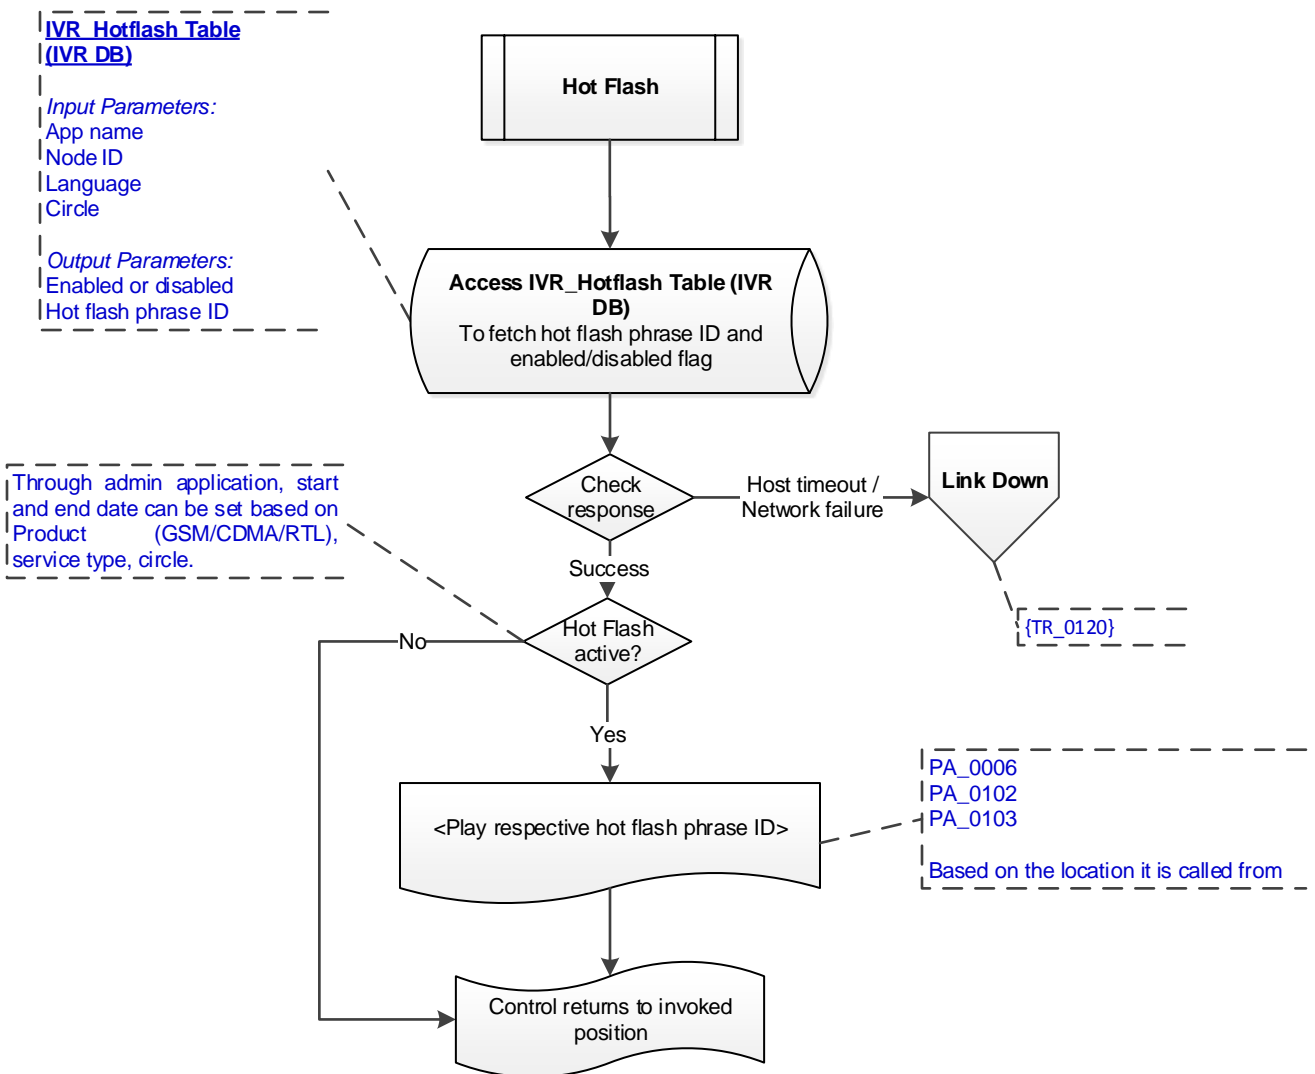 IVR_Hotflash Table
(IVR DB)
Input Parameters:
App name
Node ID
Language
Circle
Output Parameters:
Enabled or disabled
Hot flash phrase ID
Hot Flash
Access IVR_Hotflash Table (IVR
DB)
To fetch hot flash phrase ID and
enabled/disabled flag
Through admin application, start
and end date can be set based on
Product (GSM/CDMA/RTL),
service type, circle.
Check
response
Host timeout /
Network failure
Link Down
{TR_0120}
Success
Hot Flash
active?
No
Yes
<Play respective hot flash phrase ID>
PA_0006
PA_0102
PA_0103
Based on the location it is called from
Control returns to invoked
position